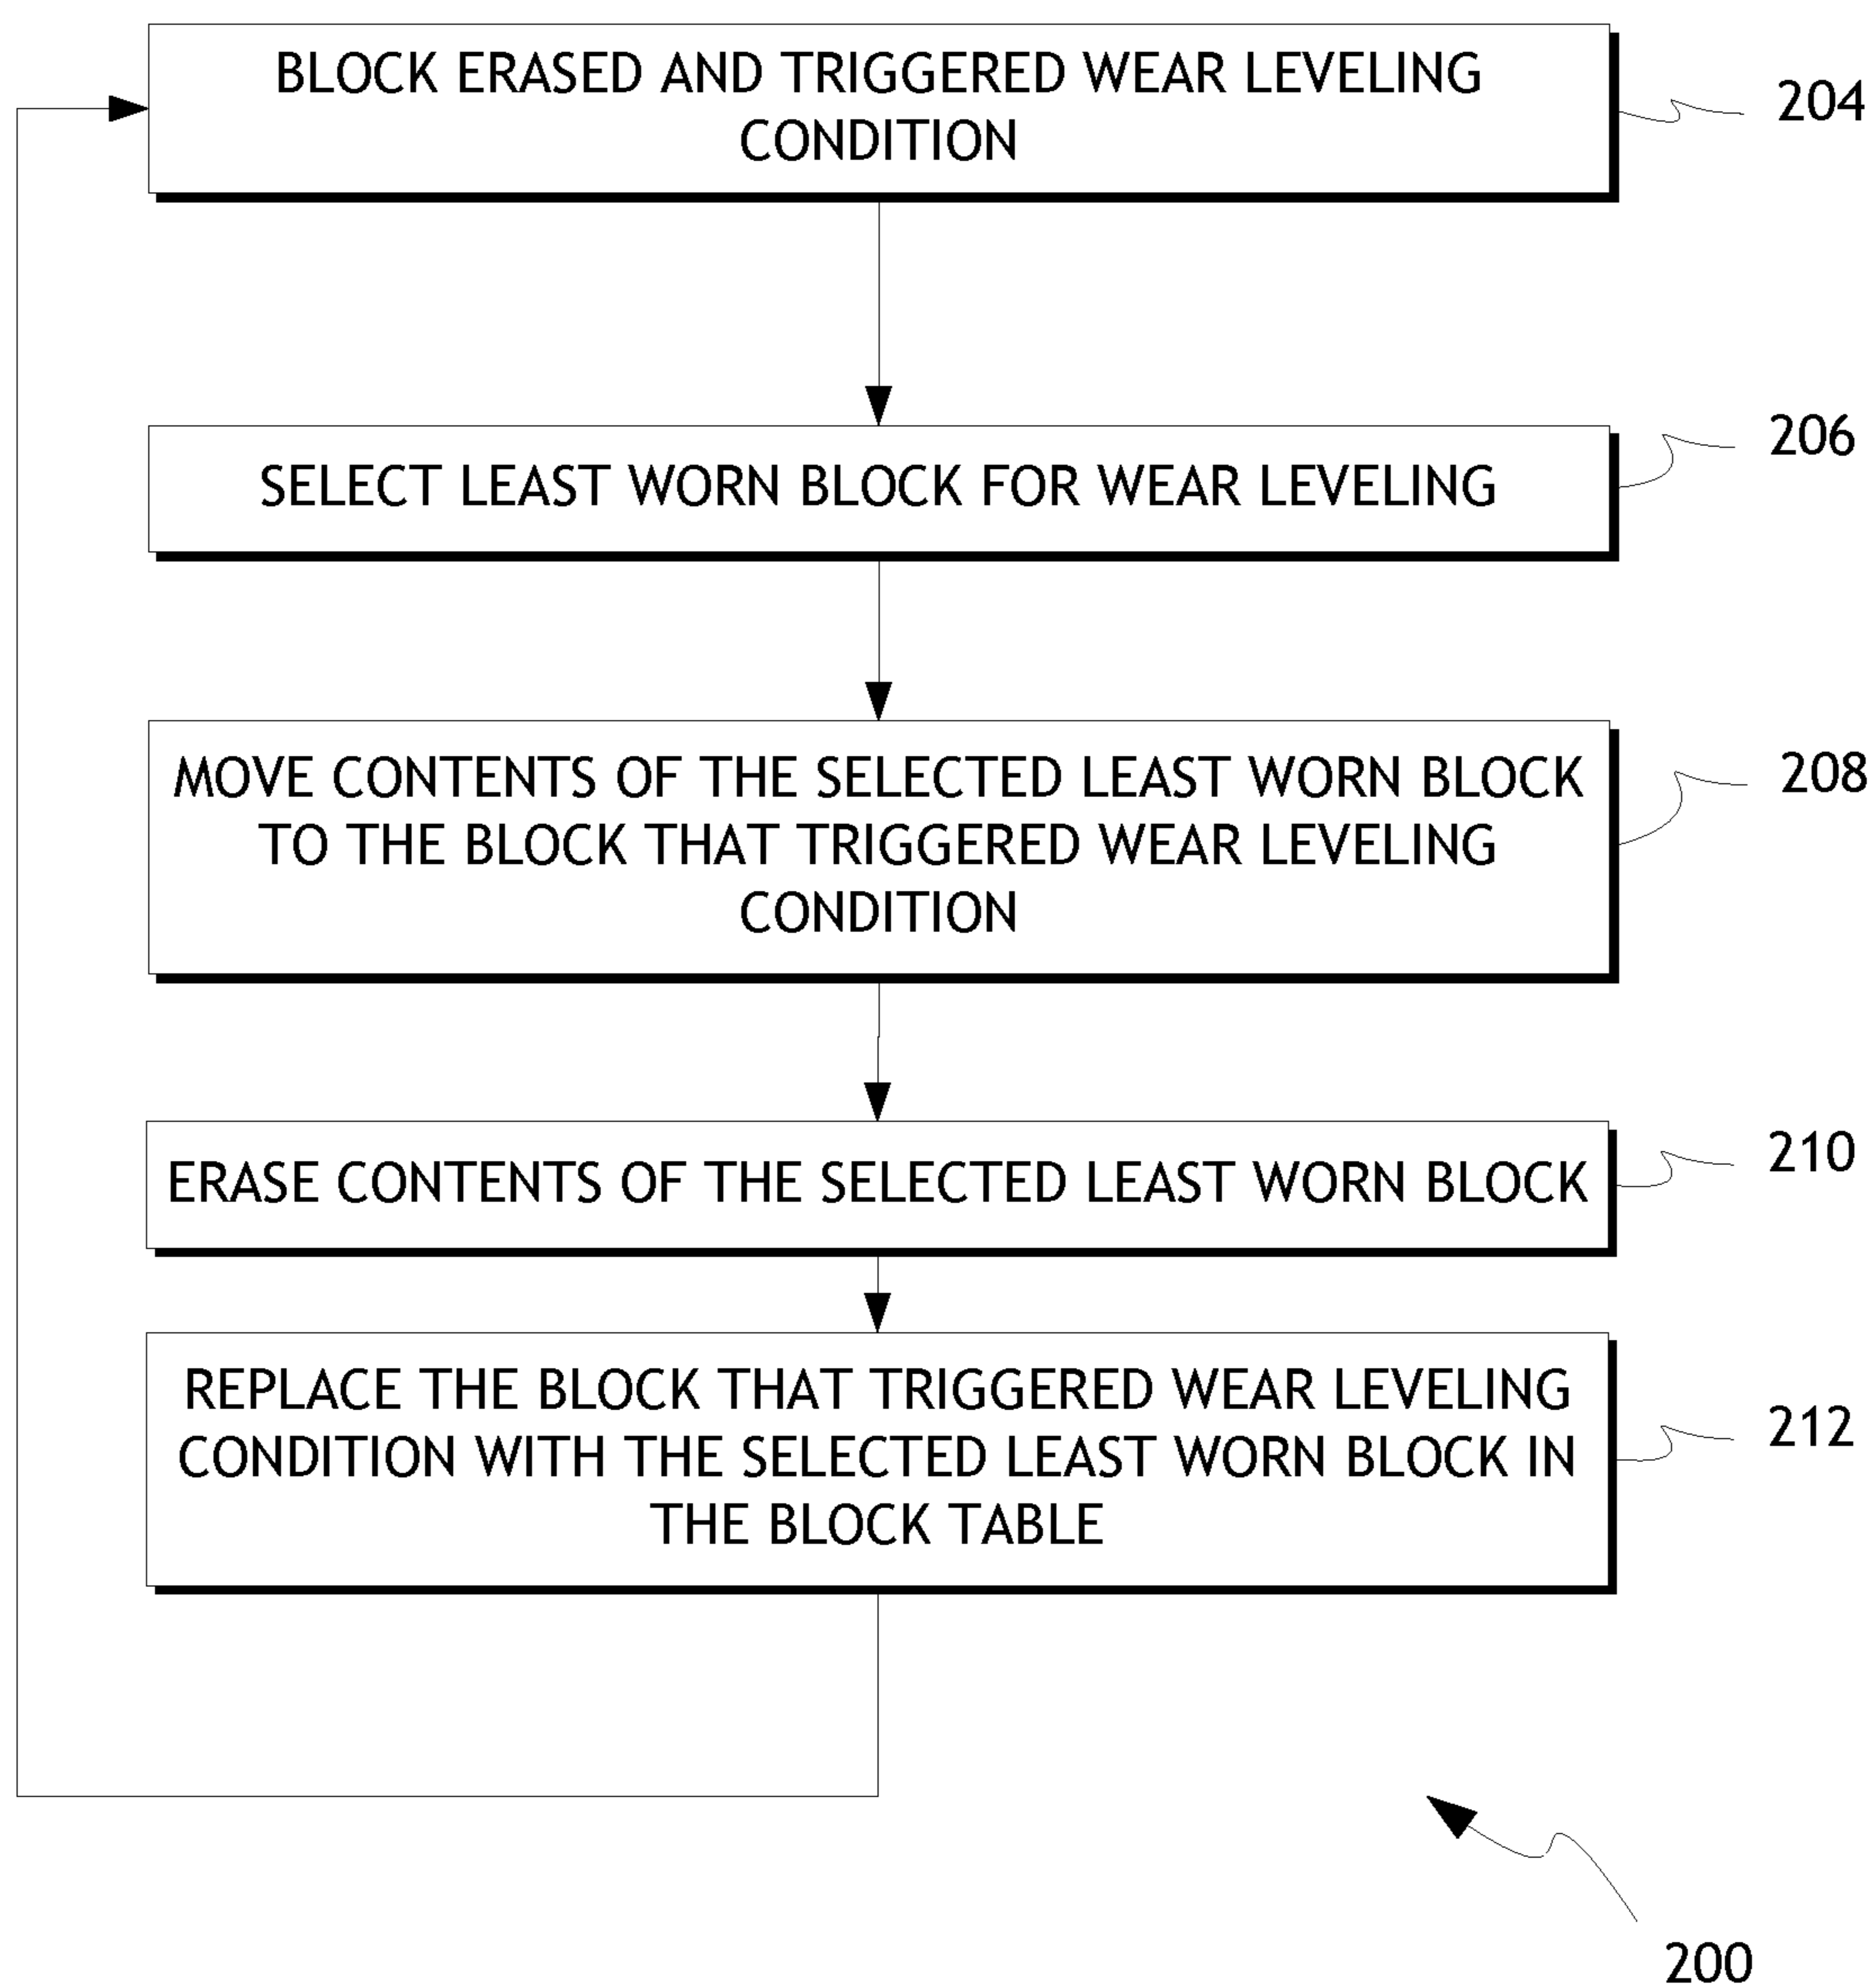 BLOCK ERASED AND TRIGGERED WEAR LEVELING
CONDITION
204
SELECT LEAST WORN BLOCK FOR WEAR LEVELING
206
MOVE CONTENTS OF THE SELECTED LEAST WORN BLOCK
TO THE BLOCK THAT TRIGGERED WEAR LEVELING
CONDITION
208
ERASE CONTENTS OF THE SELECTED LEAST WORN BLOCK
210
REPLACE THE BLOCK THAT TRIGGERED WEAR LEVELING
CONDITION WITH THE SELECTED LEAST WORN BLOCK IN
THE BLOCK TABLE
212
200